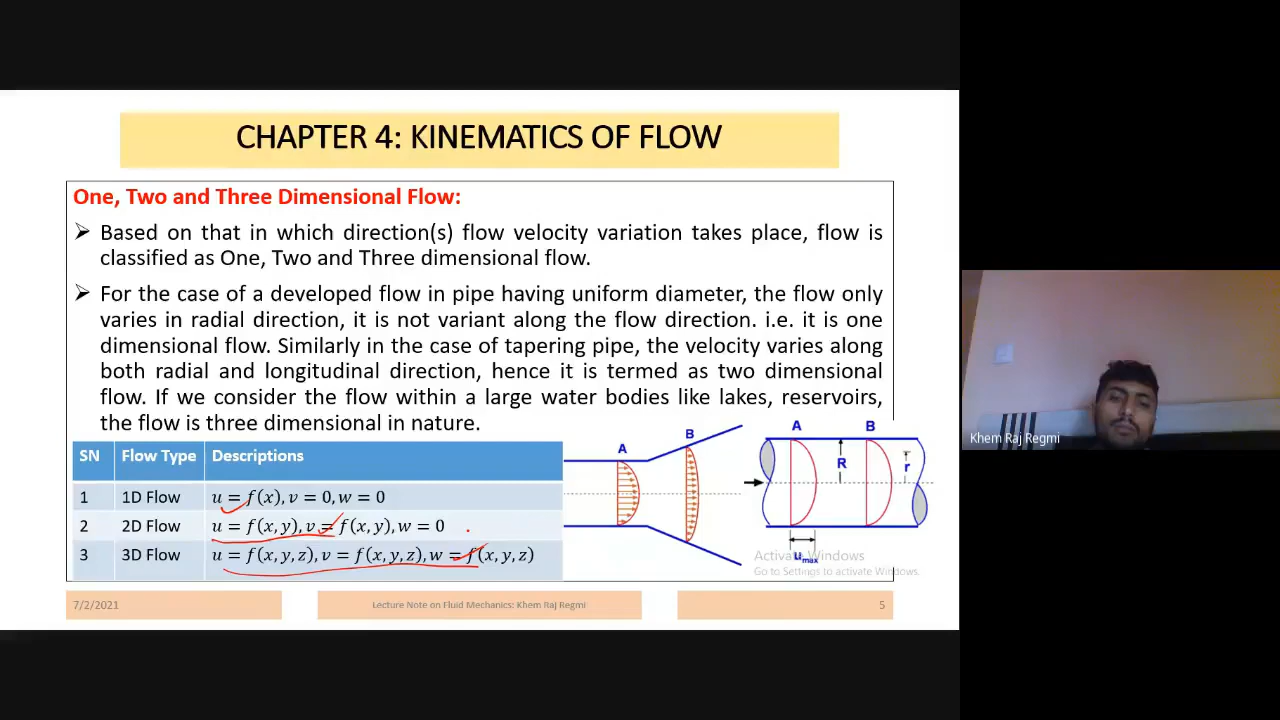 CHAPTER 4: KINEMATICS OF FLOW
One, Two and Three Dimensional Flow:
➢ Based on that in which direction(s) flow velocity variation takes place, flow is
classified as One, Two and Three dimensional flow.
➢ For the case of a developed flow in pipe having uniform diameter, the flow only
varies in radial direction, it is not variant along the flow direction. i.e. it is one
dimensional flow. Similarly in the case of tapering pipe, the velocity varies along
both radial and longitudinal direction, hence it is termed as two dimensional
flow. If we consider the flow within a large water bodies like lakes, reservoirs,
the flow is three dimensional in nature.
SN Flow Type Descriptions
1 1D Flow u = f(x), v = 0, w = 0
2 2D Flow u = f(x, y), v = f(x, y), w = 0
3 3D Flow u = f(x, y, z), v = f(x, y, z), w = f(x, y, z)
A B
A B
R r
umax
Activate Windows
Go to Settings to activate Windows.
7/2/2021 Lecture Note on Fluid Mechanics: Khem Raj Regmi 5
Khem Raj Regmi